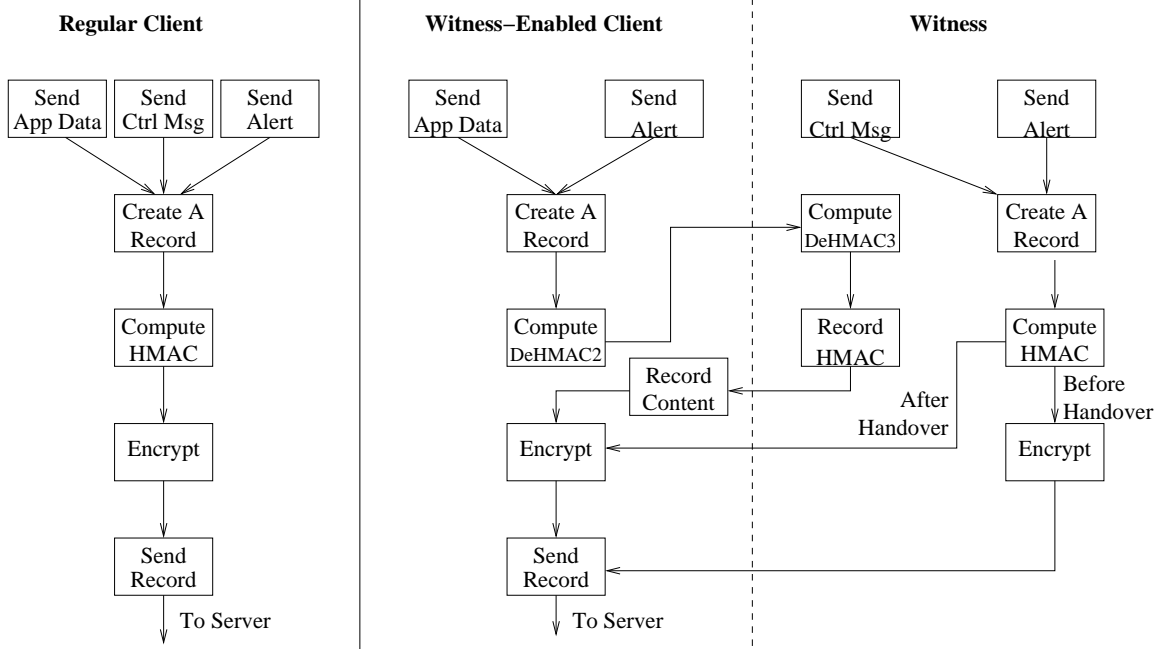 Regular Client
Send
App Data
Send
Ctrl Msg
Send
Alert
Create A
Record
Compute
HMAC
Encrypt
Send
Record
To Server
Witness–Enabled Client
Send
App Data
Send
Alert
Create A
Record
Compute
DeHMAC2
Record
Content
Encrypt
Send
Record
To Server
Witness
Send
Ctrl Msg
Send
Alert
Compute
DeHMAC3
Create A
Record
Record
HMAC
Compute
HMAC
After
Handover
Before
Handover
Encrypt